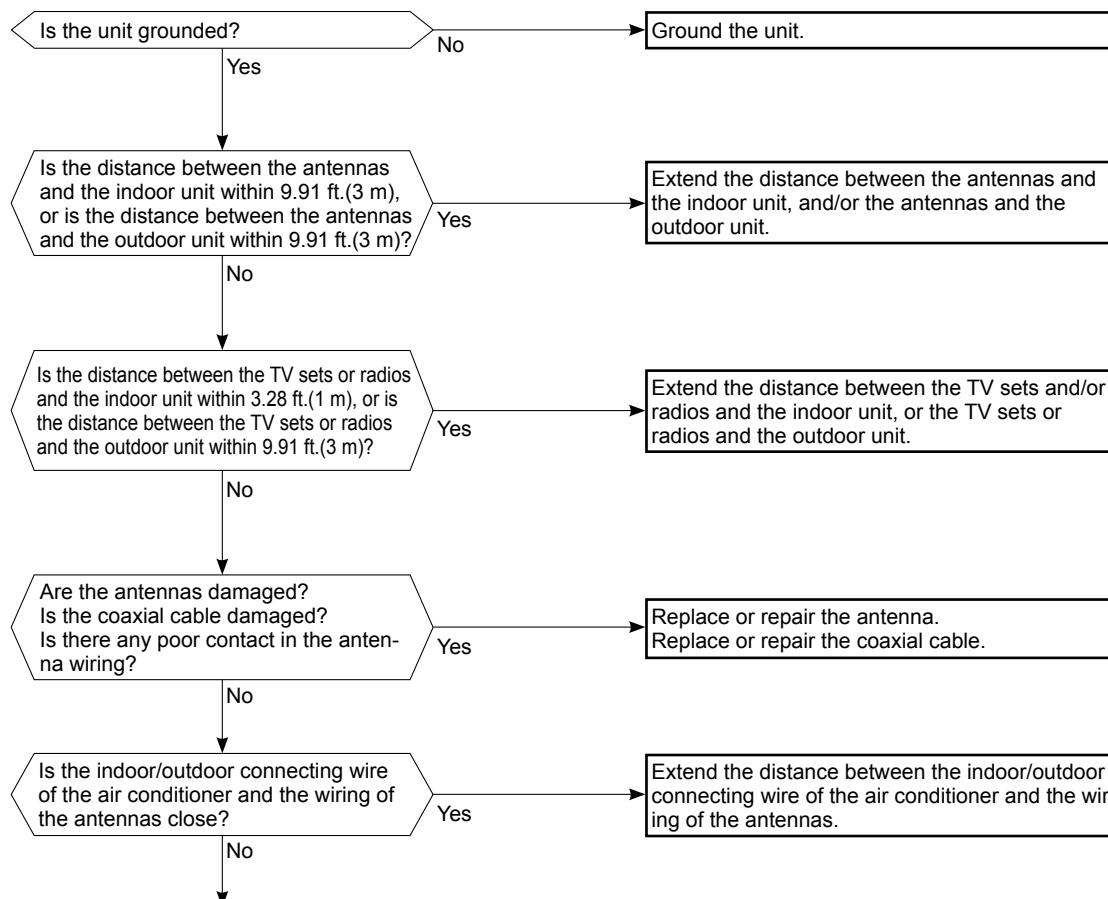 Is the unit grounded?
No
Ground the unit.
Yes
Is the distance between the antennas
and the indoor unit within 9.91 ft.(3 m),
or is the distance between the antennas
and the outdoor unit within 9.91 ft.(3 m)?
Yes
Extend the distance between the antennas and
the indoor unit, and/or the antennas and the
outdoor unit.
No
Is the distance between the TV sets or radios
and the indoor unit within 3.28 ft.(1 m), or is
the distance between the TV sets or radios
and the outdoor unit within 9.91 ft.(3 m)?
Yes
Extend the distance between the TV sets and/or
radios and the indoor unit, or the TV sets or
radios and the outdoor unit.
No
Are the antennas damaged?
Is the coaxial cable damaged?
Is there any poor contact in the anten-
na wiring?
Yes
Replace or repair the antenna.
Replace or repair the coaxial cable.
No
Is the indoor/outdoor connecting wire
of the air conditioner and the wiring of
the antennas close?
Yes
Extend the distance between the indoor/outdoor
connecting wire of the air conditioner and the wir
ing of the antennas.
No